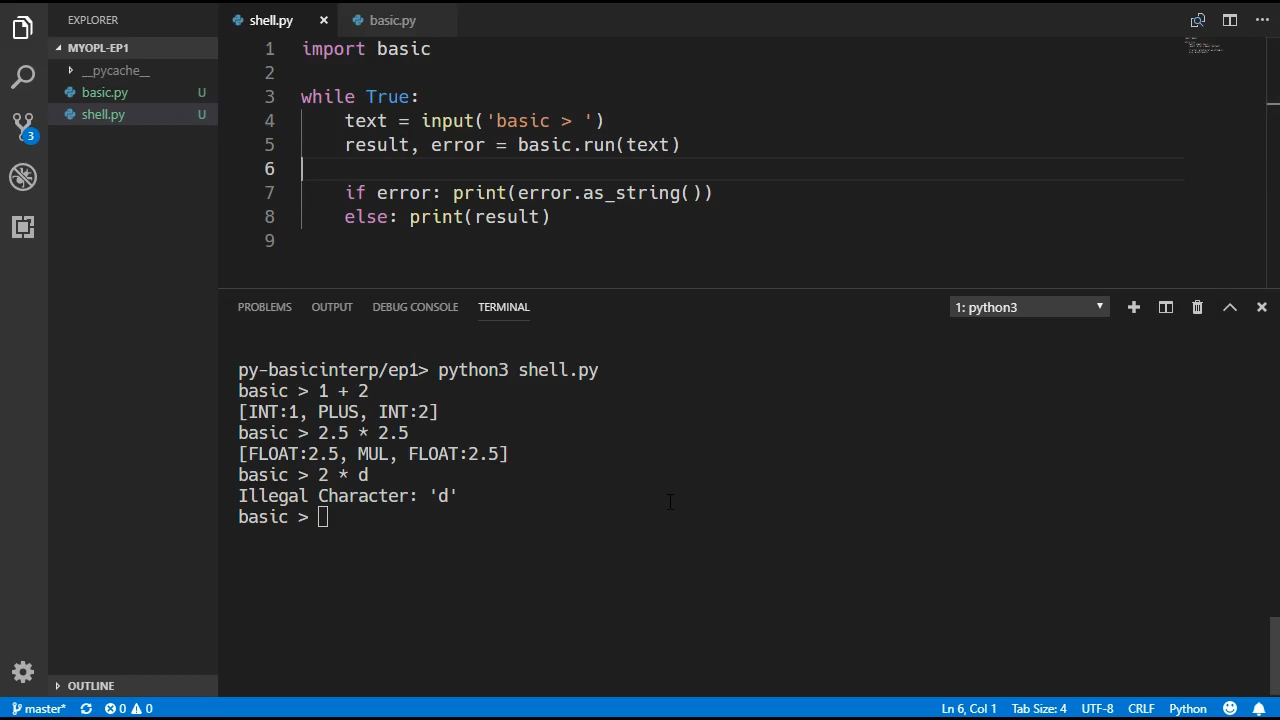 EXPLORER
MYOPL-EP1
__pycache__
basic.py U
shell.py U
3
OUTLINE
shell.py × basic.py
1 import basic
2
3 while True:
4 text = input('basic > ')
5 result, error = basic.run(text)
6
7 if error: print(error.as_string())
8 else: print(result)
9
PROBLEMS OUTPUT DEBUG CONSOLE TERMINAL 1: python3
py-basicinterp/ep1> python3 shell.py
basic > 1 + 2
[INT:1, PLUS, INT:2]
basic > 2.5 * 2.5
[FLOAT:2.5, MUL, FLOAT:2.5]
basic > 2 * d
Illegal Character: 'd'
basic >
master* 0 0 Ln 6, Col 1 Tab Size: 4 UTF-8 CRLF Python